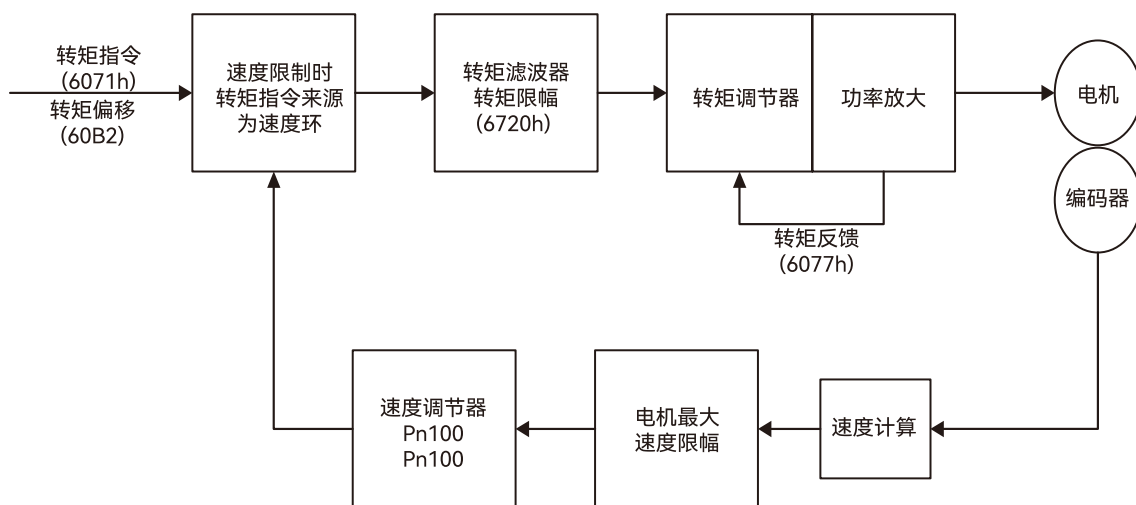 转矩指令
(6071h)
转矩偏移
(60B2)
速度限制时
转矩指令来源
为速度环
转矩滤波器
转矩限幅
(6720h)
转矩调节器
功率放大
电机
编码器
转矩反馈
(6077h)
速度调节器
Pn100
Pn100
电机最大
速度限幅
速度计算